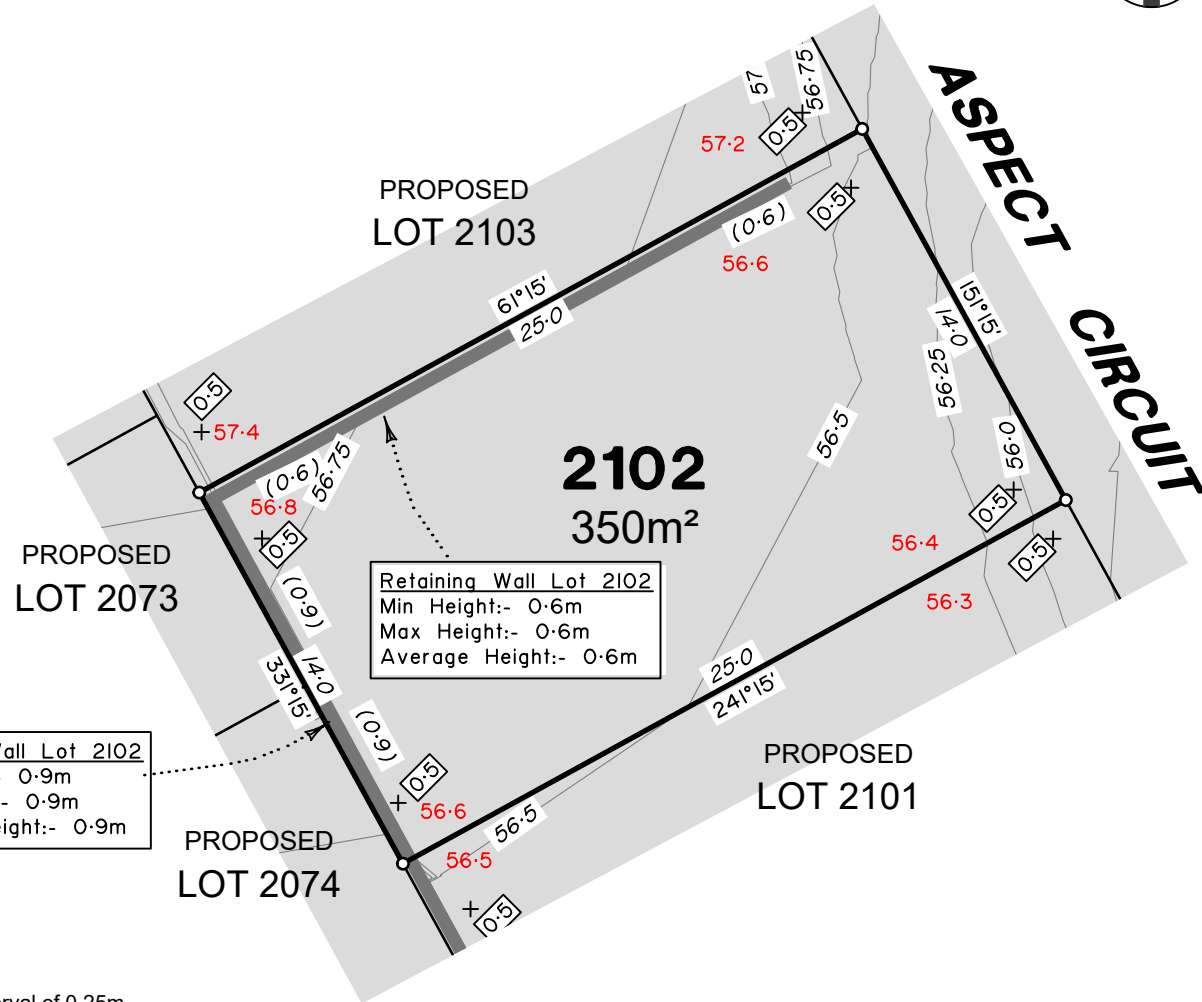 57
56·75
0·5
57·2
ASPECT CIRCUIT
PROPOSED
LOT 2103
0·5
(0·6)
56·6
61°15'
25·0
151°15'
14·0
56·25
0·5
57·4
56·5
56·0
(0·6)
56·75
56·8
0·5
2102
350m²
0·5
56·4
0·5
56·3
PROPOSED
LOT 2073
Retaining Wall Lot 2102
Min Height:- 0·6m
Max Height:- 0·6m
Average Height:- 0·6m
(0·9)
14·0
331°15'
(0·9)
25·0
241°15'
Wall Lot 2102
0·9m
- 0·9m
eight:- 0·9m
PROPOSED
LOT 2101
0·5
56·6
56·5
56·5
PROPOSED
LOT 2074
0·5